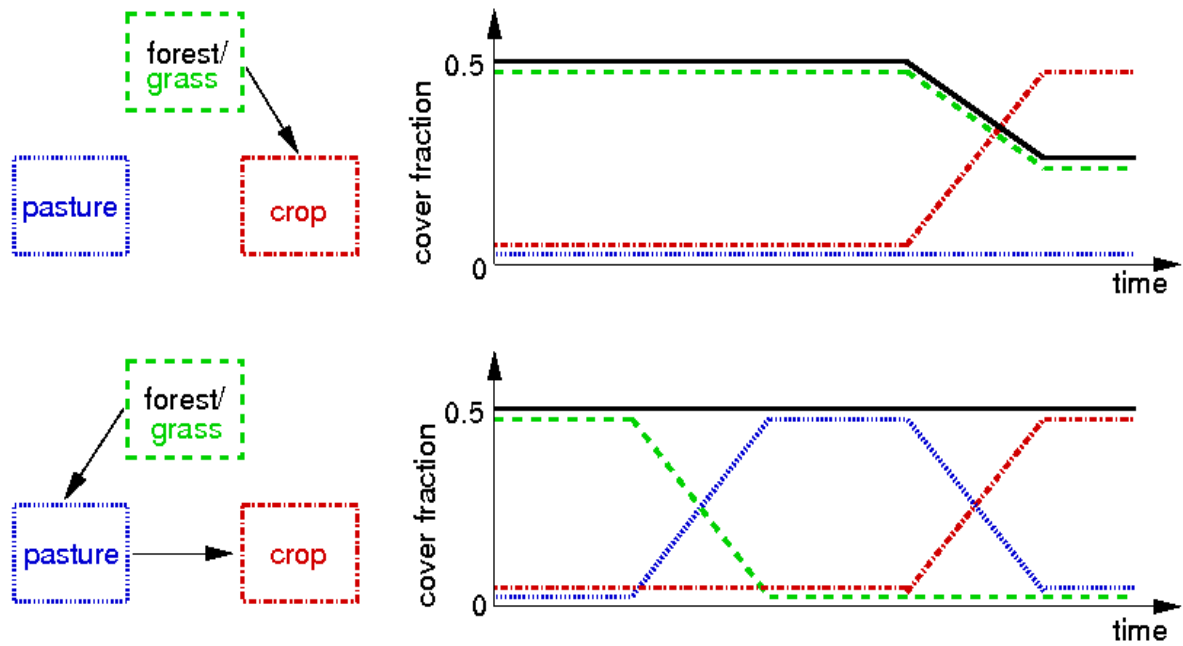 forest/
grass
pasture
crop
cover fraction
0.5
0
time
forest/
grass
pasture
crop
cover fraction
0.5
0
time